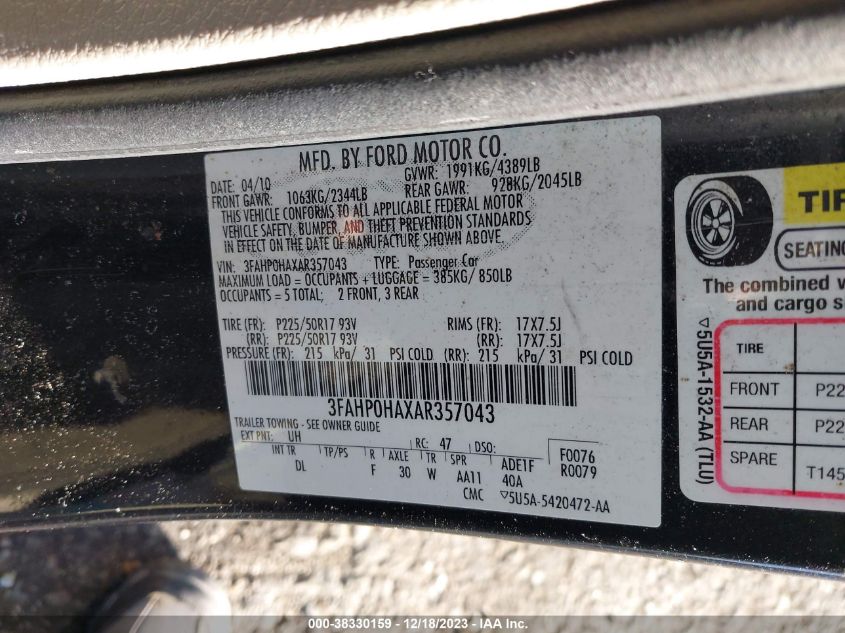 MFD. BY FORD MOTOR CO.
DATE: 04/10 GVWR: 1991KG/4389LB
FRONT GAWR: 1063KG/2344LB REAR GAWR: 928KG/2045LB
THIS VEHICLE CONFORMS TO ALL APPLICABLE FEDERAL MOTOR
VEHICLE SAFETY, BUMPER, AND THEFT PREVENTION STANDARDS
IN EFFECT ON THE DATE OF MANUFACTURE SHOWN ABOVE.
VIN: 3FAHP0HAXAR357043 TYPE: Passenger Car
MAXIMUM LOAD = OCCUPANTS + LUGGAGE = 385KG/ 850LB
OCCUPANTS = 5 TOTAL; 2 FRONT, 3 REAR
TIRE (FR): P225/50R17 93V RIMS (FR): 17X7.5J
(RR): P225/50R17 93V (RR): 17X7.5J
PRESSURE (FR): 215 kPa/ 31 PSI COLD (RR): 215 kPa/ 31 PSI COLD
3FAHP0HAXAR357043
TRAILER TOWING - SEE OWNER GUIDE
EXT PNT: UH RC: 47 DSO: F0076
INT TR TP/PS R AXLE TR SPR ADE1F R0079
DL F 30 W AA11 40A
CMC ▽5U5A-5420472-AA
TIR
SEATING
The combined w
and cargo s
TIRE
FRONT P22
REAR P22
SPARE T145
▽5U5A-1532-AA (TLU)
000-38330159 - 12/18/2023 - © IAA Inc.